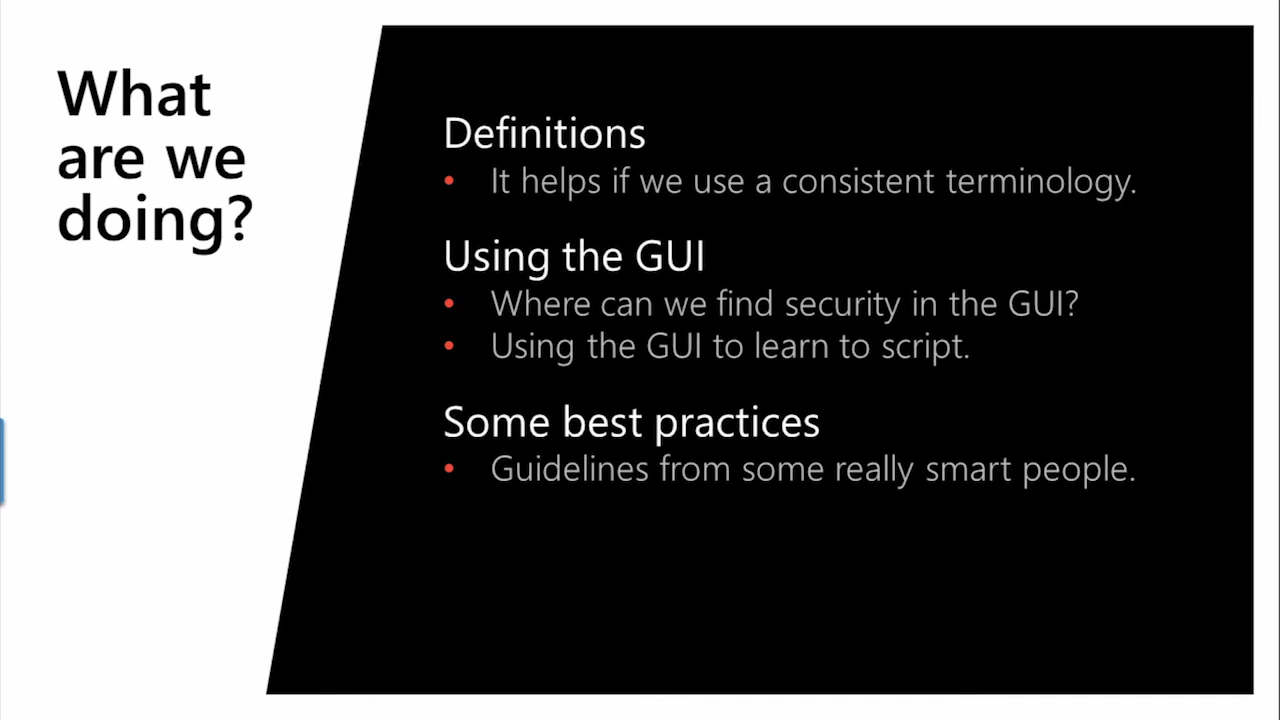 What
are we
doing?
Definitions
• It helps if we use a consistent terminology.
Using the GUI
• Where can we find security in the GUI?
• Using the GUI to learn to script.
Some best practices
• Guidelines from some really smart people.